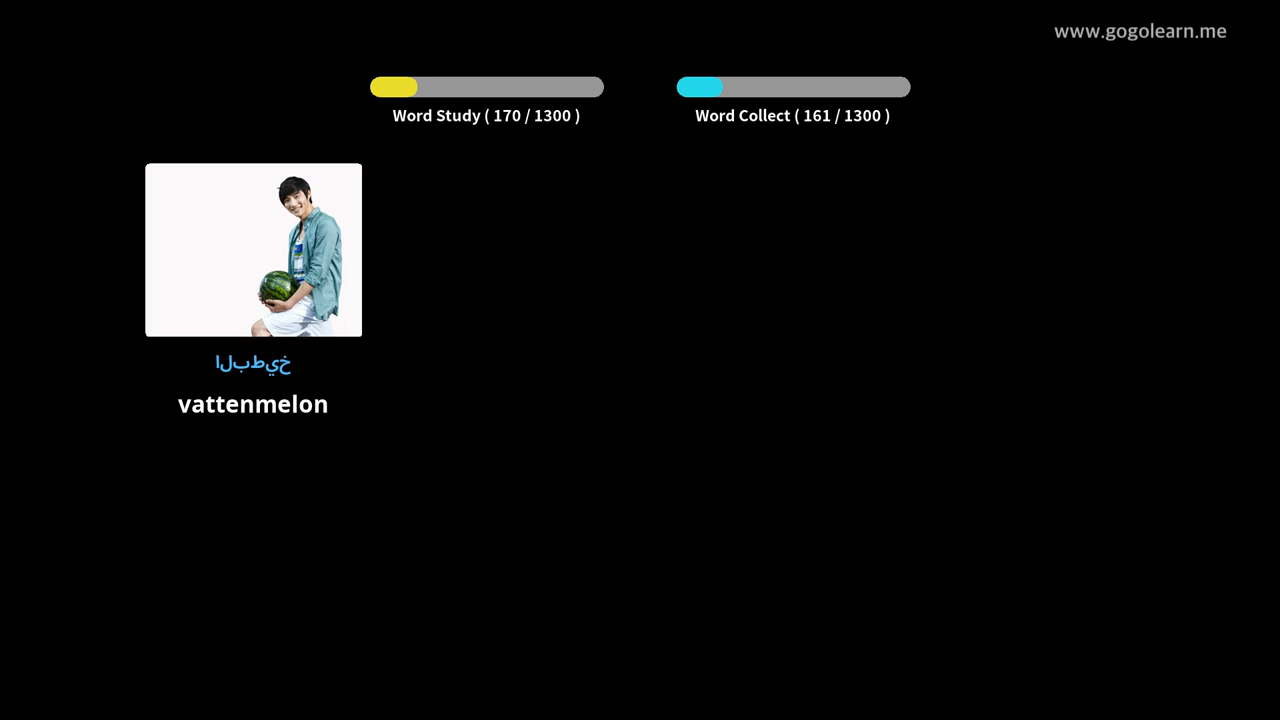 www.gogolearn.me
Word Study ( 170 / 1300 )
Word Collect ( 161 / 1300 )
البطيخ
vattenmelon